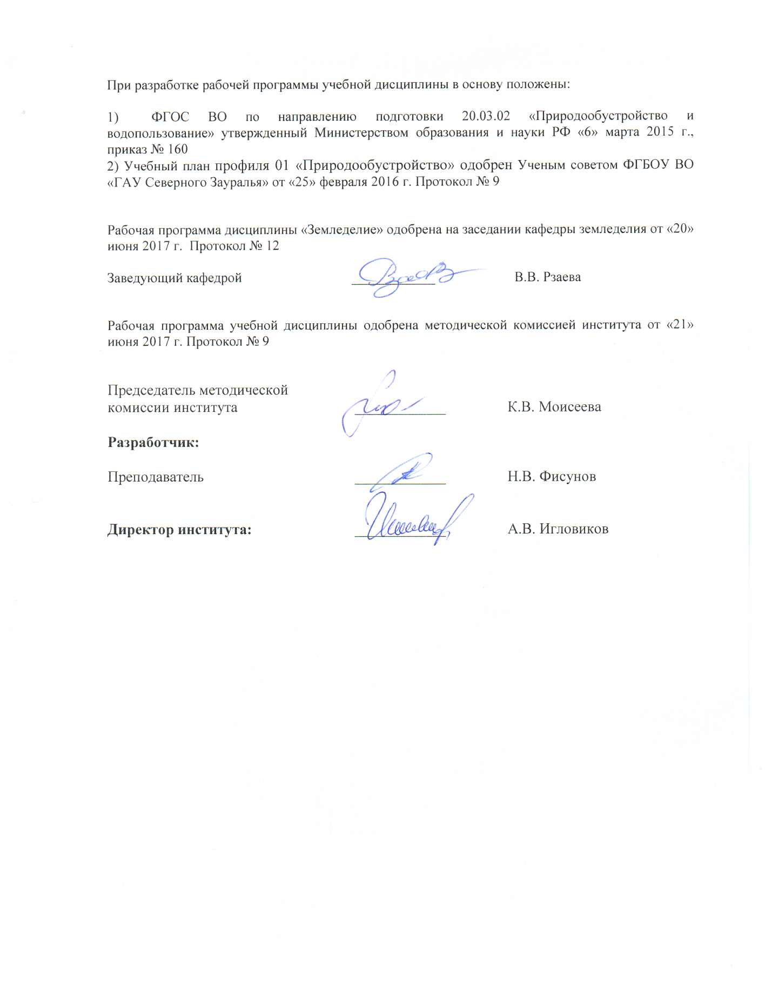 При разработке рабочей программы учебной дисциплины в основу положены:
1) ФГОС ВО по направлению подготовки 20.03.02 «Природообустройство и
водопользование» утвержденный Министерством образования и науки РФ «6» марта 2015 г.,
приказ № 160
2) Учебный план профиля 01 «Природообустройство» одобрен Ученым советом ФГБОУ ВО
«ГАУ Северного Зауралья» от «25» февраля 2016 г. Протокол № 9
Рабочая программа дисциплины «Земледелие» одобрена на заседании кафедры земледелия от «20»
июня 2017 г. Протокол № 12
Заведующий кафедрой В.В. Рзаева
Рабочая программа учебной дисциплины одобрена методической комиссией института от «21»
июня 2017 г. Протокол № 9
Председатель методической
комиссии института К.В. Моисеева
Разработчик:
Преподаватель Н.В. Фисунов
Директор института: А.В. Игловиков